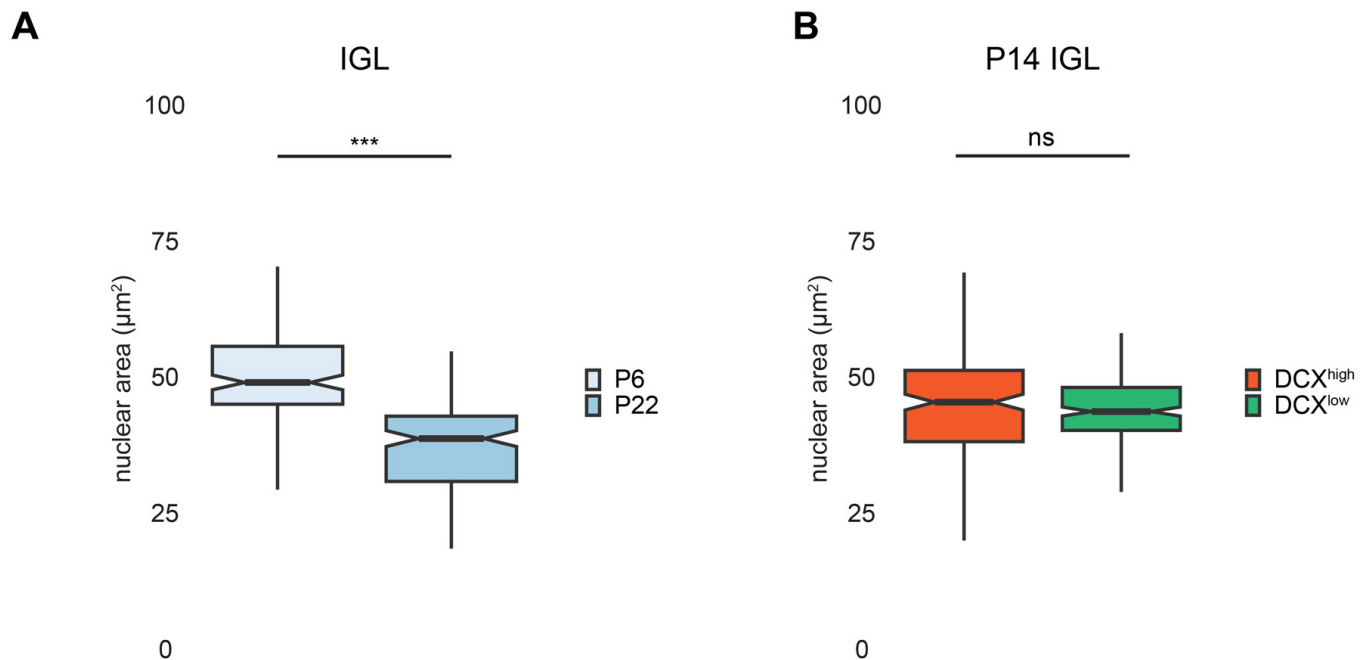 A
IGL
100
***
75
50
25
0
nuclear area (µm²)
P6
P22
B
P14 IGL
100
ns
75
50
25
0
nuclear area (µm²)
DCXhigh
DCXlow